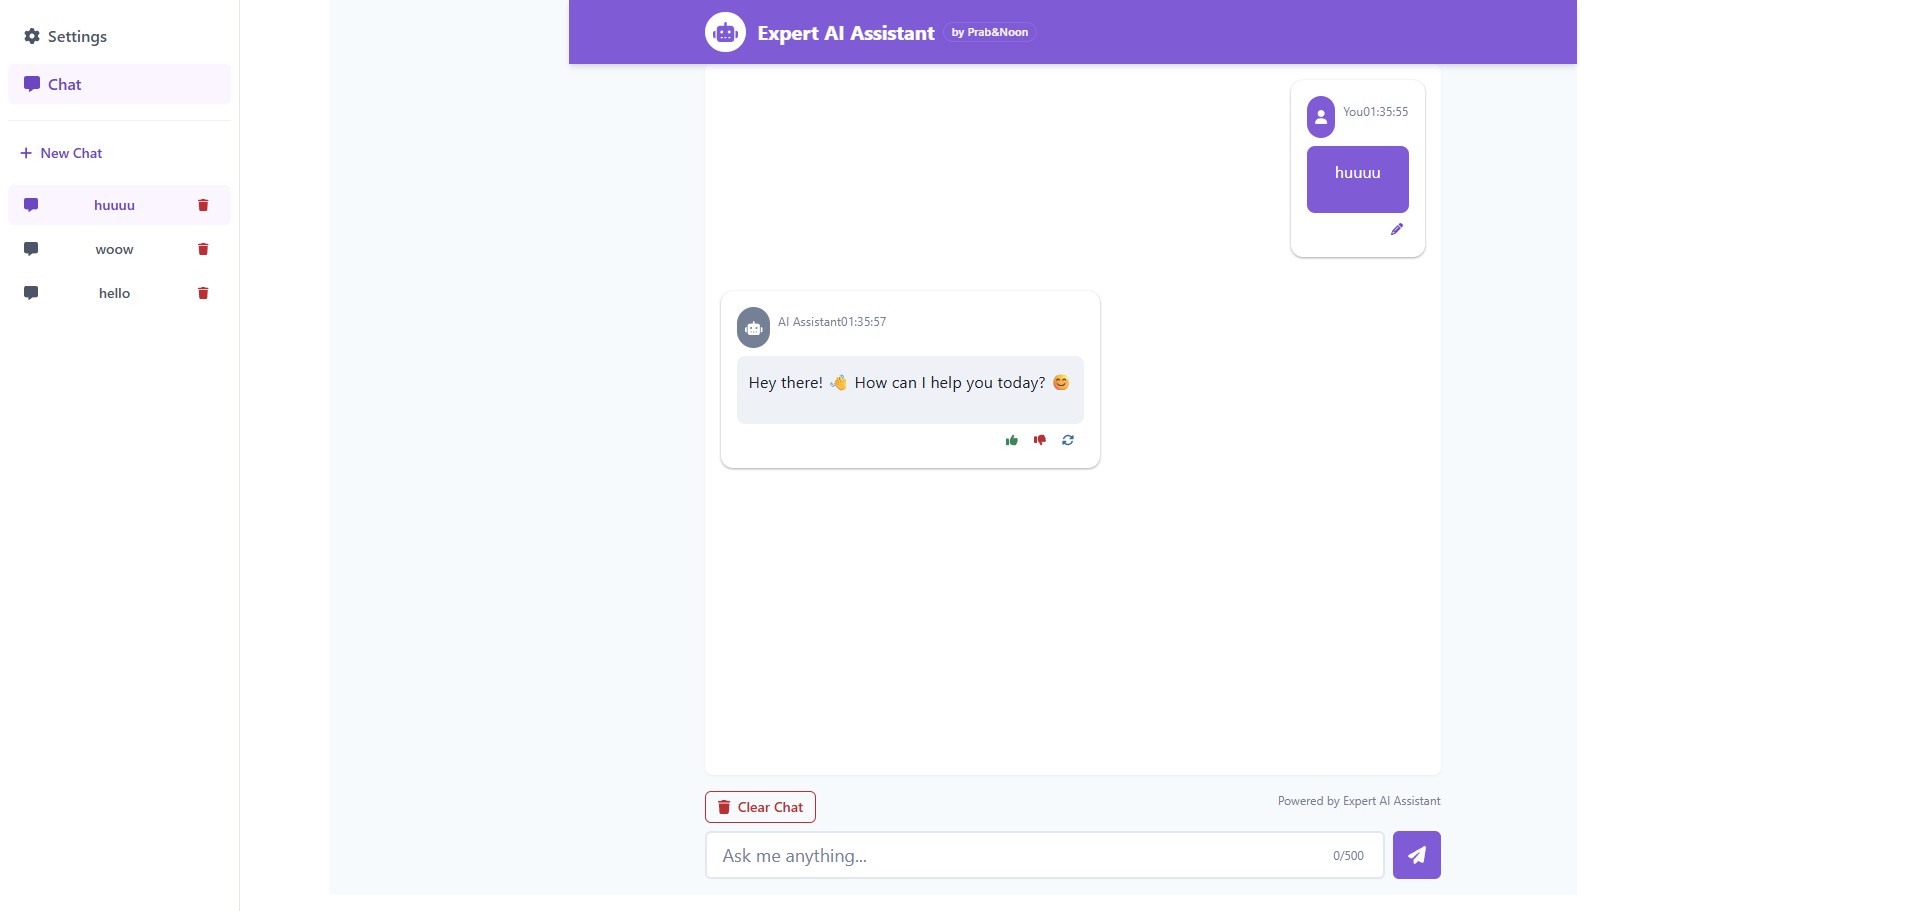 Settings
Chat
New Chat
huuuu
woow
hello
Expert AI Assistant by Prab&Noon
You01:35:55
huuuu
AI Assistant01:35:57
Hey there! 👋 How can I help you today? 😊
Clear Chat
Powered by Expert AI Assistant
Ask me anything... 0/500